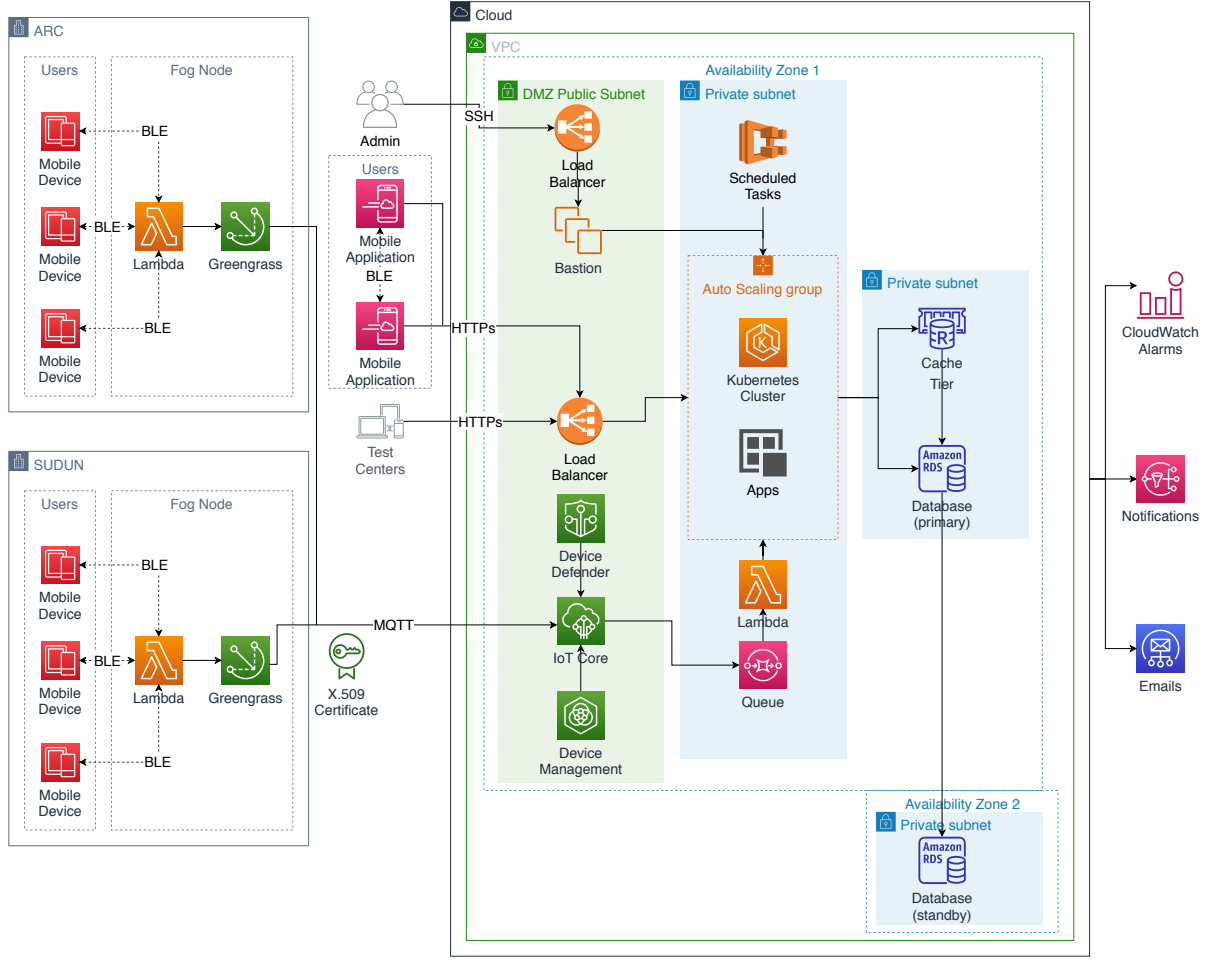 ARC
Users
Fog Node
Mobile
Device
BLE
Mobile
Device
BLE
Lambda
Greengrass
Mobile
Device
BLE
SUDUN
Users
Fog Node
Mobile
Device
BLE
Mobile
Device
BLE
Lambda
Greengrass
Mobile
Device
BLE
Admin
SSH
Users
Mobile
Application
BLE
Mobile
Application
HTTPs
Test
Centers
HTTPs
MQTT
X.509
Certificate
Cloud
VPC
Availability Zone 1
DMZ Public Subnet
Load
Balancer
Bastion
Load
Balancer
Device
Defender
IoT Core
Device
Management
Private subnet
Scheduled
Tasks
Auto Scaling group
Kubernetes
Cluster
Apps
Lambda
Queue
Private subnet
R
Cache
Tier
Amazon
RDS
Database
(primary)
Availability Zone 2
Private subnet
Amazon
RDS
Database
(standby)
CloudWatch
Alarms
Notifications
Emails